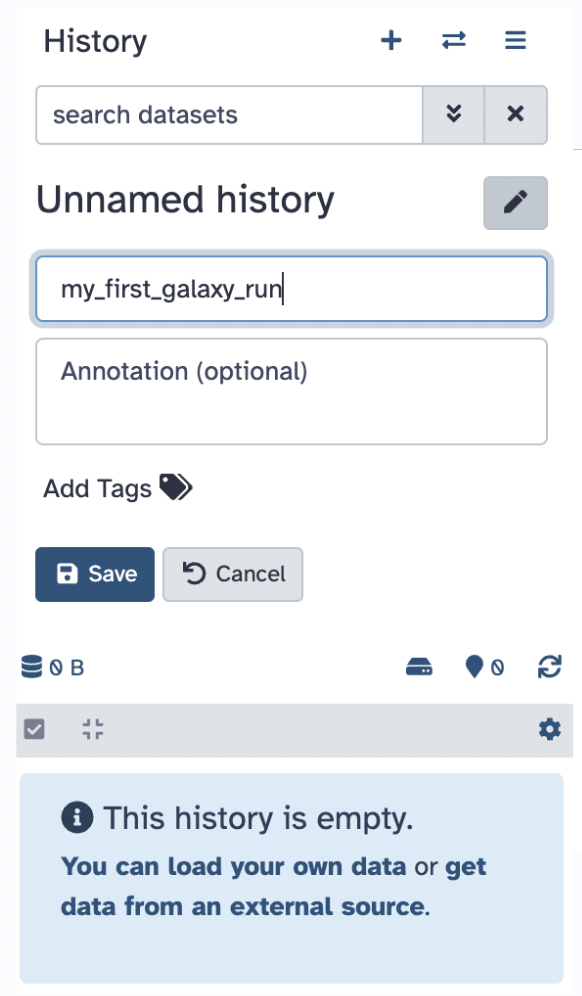 History
search datasets
Unnamed history
my_first_galaxy_run
Annotation (optional)
Add Tags
Save Cancel
0 B 0
This history is empty.
You can load your own data or get
data from an external source.